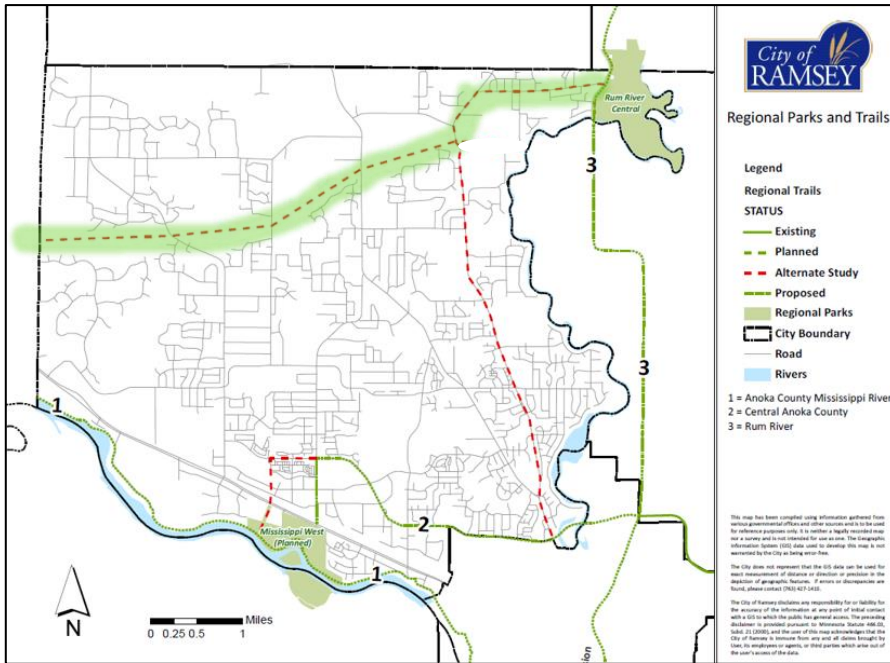 City of
RAMSEY
Regional Parks and Trails
Legend
Regional Trails
STATUS
Existing
Planned
Alternate Study
Proposed
Regional Parks
City Boundary
Road
Rivers
1 = Anoka County Mississippi River
2 = Central Anoka County
3 = Rum River
This map has been compiled using information gathered from
various governmental offices and other sources and is to be used
for reference purposes only. It is neither a legally recorded map
nor a survey and is not intended for use as one. The Geographic
Information System (GIS) data used to develop this map is not
warranted by the City as being error-free.
The City does not represent that the GIS data can be used for
exact measurement of distance or direction or precision in the
depiction of geographic features. If errors or discrepancies are
found, please contact (763) 427-1410.
The City of Ramsey disclaims any responsibility for or liability for
the accuracy of the information at any point of initial contact
with a GIS to which the public has general access. The preceding
disclaimer is provided pursuant to Minnesota Statute 466.03,
Subd. 21 (2000), and the user of this map acknowledges that the
City of Ramsey is immune from any and all claims brought by
User, its employees or agents, or third parties which arise out of
the user's access of the data.
Rum River
Central
3
3
1
2
Mississippi West
(Planned)
1
N
0 0.25 0.5 1
Miles